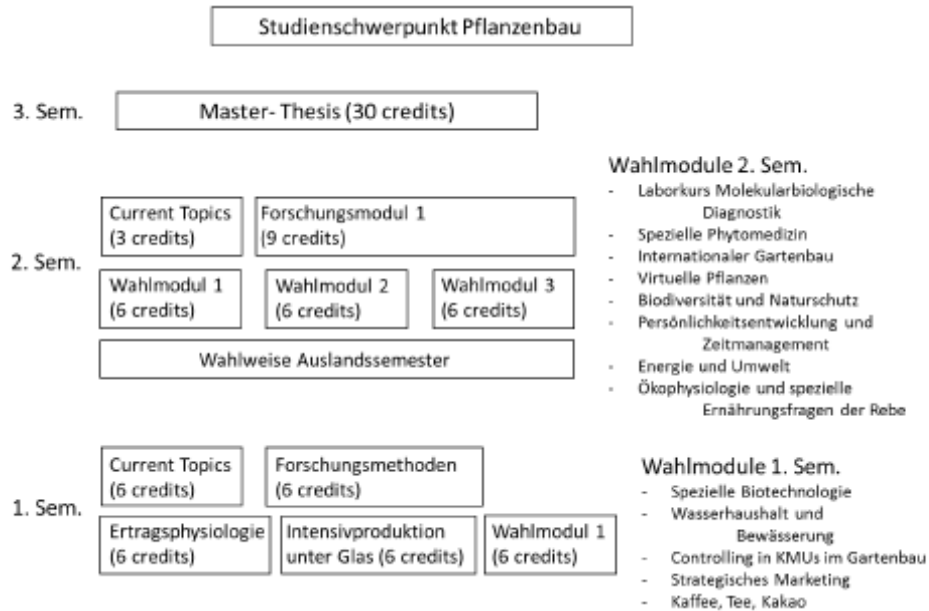 Studienschwerpunkt Pflanzenbau
3. Sem.
Master- Thesis (30 credits)
2. Sem.
Current Topics
(3 credits)
Forschungsmodul 1
(9 credits)
Wahlmodul 1
(6 credits)
Wahlmodul 2
(6 credits)
Wahlmodul 3
(6 credits)
Wahlweise Auslandssemester
Wahlmodule 2. Sem.
- Laborkurs Molekularbiologische
Diagnostik
- Spezielle Phytomedizin
- Internationaler Gartenbau
- Virtuelle Pflanzen
- Biodiversität und Naturschutz
- Persönlichkeitsentwicklung und
Zeitmanagement
- Energie und Umwelt
- Ökophysiologie und spezielle
Ernährungsfragen der Rebe
1. Sem.
Current Topics
(6 credits)
Forschungsmethoden
(6 credits)
Ertragsphysiologie
(6 credits)
Intensivproduktion
unter Glas (6 credits)
Wahlmodul 1
(6 credits)
Wahlmodule 1. Sem.
- Spezielle Biotechnologie
- Wasserhaushalt und
Bewässerung
- Controlling in KMUs im Gartenbau
- Strategisches Marketing
- Kaffee, Tee, Kakao